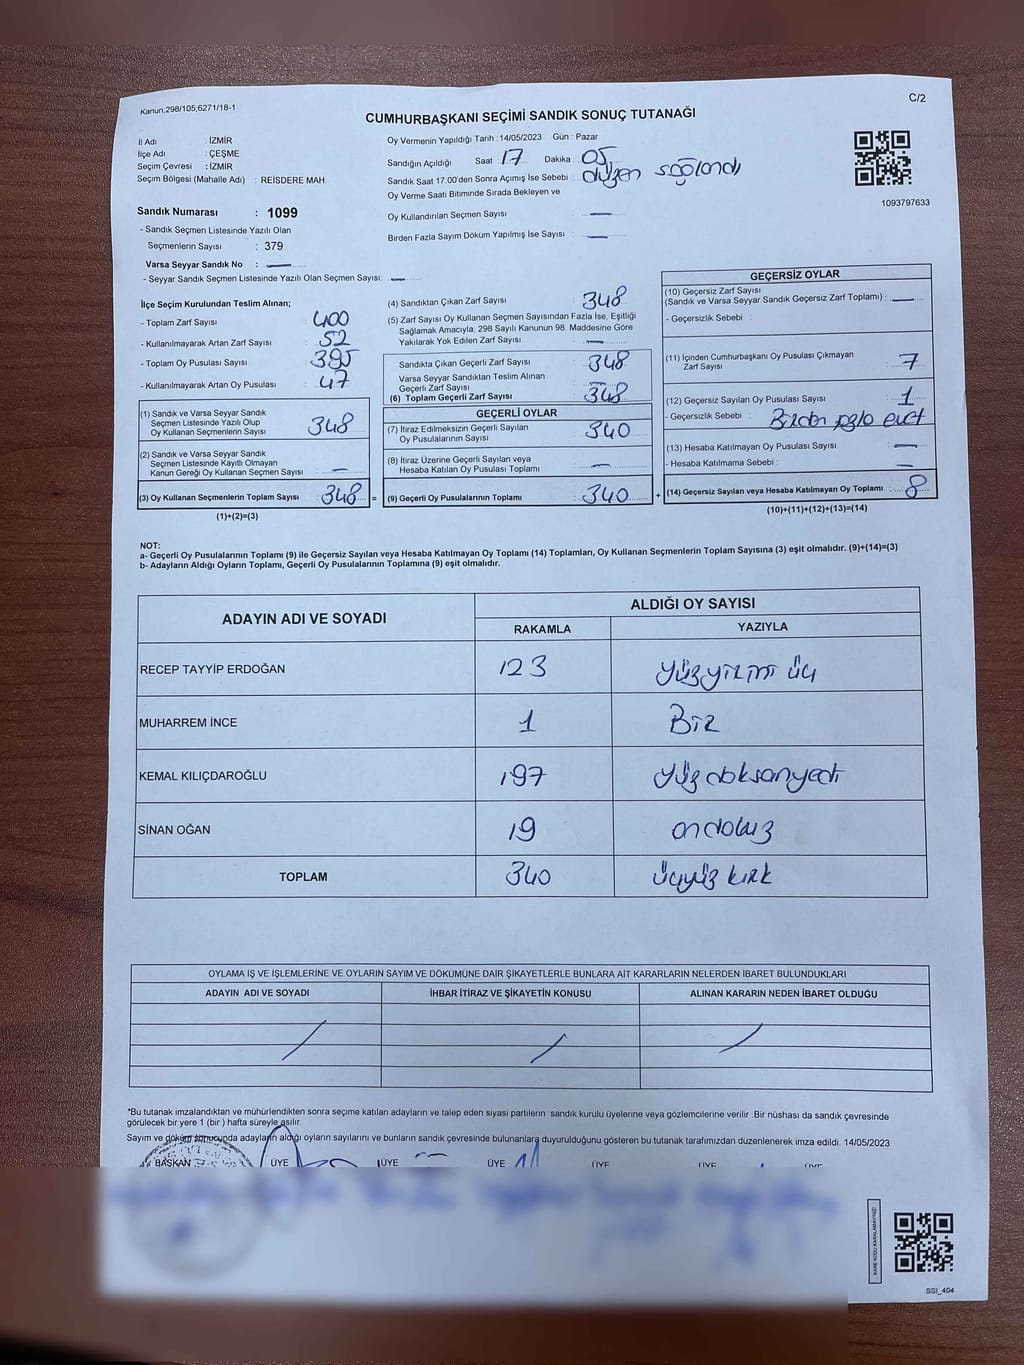 Kanun:298/105;6271/18-1
C/2
CUMHURBAŞKANI SEÇİMİ SANDIK SONUÇ TUTANAĞI
İl Adı : İZMİR
İlçe Adı : ÇEŞME
Seçim Çevresi : İZMİR
Seçim Bölgesi (Mahalle Adı) : REISDERE MAH.
Oy Vermenin Yapıldığı Tarih : 14/05/2023 Gün : Pazar
Sandığın Açıldığı Saat 17 Dakika : 05
Sandık Saat 17.00'den Sonra Açımış İse Sebebi : düzen sağlandı
Oy Verme Saati Bitiminde Sırada Bekleyen ve
Oy Kullandırılan Seçmen Sayısı : —
Birden Fazla Sayım Döküm Yapılmış İse Sayısı : —
1093797633
Sandık Numarası : 1099
- Sandık Seçmen Listesinde Yazılı Olan
Seçmenlerin Sayısı : 379
Varsa Seyyar Sandık No : —
- Seyyar Sandık Seçmen Listesinde Yazılı Olan Seçmen Sayısı: —
İlçe Seçim Kurulundan Teslim Alınan;
- Toplam Zarf Sayısı : 400
- Kullanılmayarak Artan Zarf Sayısı : 52
- Toplam Oy Pusulası Sayısı : 395
- Kullanılmayarak Artan Oy Pusulası : 47
(1) Sandık ve Varsa Seyyar Sandık
Seçmen Listesinde Yazılı Olup
Oy Kullanan Seçmenlerin Sayısı : 348
(2) Sandık ve Varsa Seyyar Sandık
Seçmen Listesinde Kayıtlı Olmayan
Kanun Gereği Oy Kullanan Seçmen Sayısı : —
(3) Oy Kullanan Seçmenlerin Toplam Sayısı : 348 =
(1)+(2)=(3)
(4) Sandıktan Çıkan Zarf Sayısı : 348
(5) Zarf Sayısı Oy Kullanan Seçmen Sayısından Fazla İse, Eşitliği
Sağlamak Amacıyla, 298 Sayılı Kanunun 98. Maddesine Göre
Yakılarak Yok Edilen Zarf Sayısı : —
Sandıkta Çıkan Geçerli Zarf Sayısı : 348
Varsa Seyyar Sandıktan Teslim Alınan
Geçerli Zarf Sayısı : —
(6) Toplam Geçerli Zarf Sayısı : 348
GEÇERLİ OYLAR
(7) İtiraz Edilmeksizin Geçerli Sayılan
Oy Pusulalarının Sayısı : 340
(8) İtiraz Üzerine Geçerli Sayılan veya
Hesaba Katılan Oy Pusulası Toplamı : —
(9) Geçerli Oy Pusulalarının Toplamı : 340 +
GEÇERSİZ OYLAR
(10) Geçersiz Zarf Sayısı
(Sandık ve Varsa Seyyar Sandık Geçersiz Zarf Toplamı) : —
- Geçersizlik Sebebi :
(11) İçinden Cumhurbaşkanı Oy Pusulası Çıkmayan
Zarf Sayısı : 7
(12) Geçersiz Sayılan Oy Pusulası Sayısı : 1
- Geçersizlik Sebebi : Birden fazla evet
(13) Hesaba Katılmayan Oy Pusulası Sayısı : —
- Hesaba Katılmama Sebebi : —
(14) Geçersiz Sayılan veya Hesaba Katılmayan Oy Toplamı : 8
(10)+(11)+(12)+(13)=(14)
NOT:
a- Geçerli Oy Pusulalarının Toplamı (9) ile Geçersiz Sayılan veya Hesaba Katılmayan Oy Toplamı (14) Toplamları, Oy Kullanan Seçmenlerin Toplam Sayısına (3) eşit olmalıdır. (9)+(14)=(3)
b- Adayların Aldığı Oyların Toplamı, Geçerli Oy Pusulalarının Toplamına (9) eşit olmalıdır.
ADAYIN ADI VE SOYADI ALDIĞI OY SAYISI
RAKAMLA YAZIYLA
RECEP TAYYİP ERDOĞAN 123 yüzyirmi üç
MUHARREM İNCE 1 BİR
KEMAL KILIÇDAROĞLU 197 yüz doksanyedi
SİNAN OĞAN 19 ondokuz
TOPLAM 340 üçyüz kırk
OYLAMA İŞ VE İŞLEMLERİNE VE OYLARIN SAYIM VE DÖKÜMÜNE DAİR ŞİKAYETLERLE BUNLARA AİT KARARLARIN NELERDEN İBARET BULUNDUKLARI
ADAYIN ADI VE SOYADI İHBAR İTİRAZ VE ŞİKAYETİN KONUSU ALINAN KARARIN NEDEN İBARET OLDUĞU
*Bu tutanak imzalandıktan ve mühürlendikten sonra seçime katılan adayların ve talep eden siyasi partilerin sandık kurulu üyelerine veya gözlemcilerine verilir. Bir nüshası da sandık çevresinde
görülecek bir yere 1 (bir) hafta süreyle asılır.
Sayım ve döküm sonucunda adayların aldığı oyların sayılarını ve bunların sandık çevresinde bulunanlara duyurulduğunu gösteren bu tutanak tarafımızdan düzenlenerek imza edildi. 14/05/2023
BAŞKAN ÜYE ÜYE ÜYE ÜYE ÜYE ÜYE
KARE KODU KARALAMAYINIZ!
SSI_404